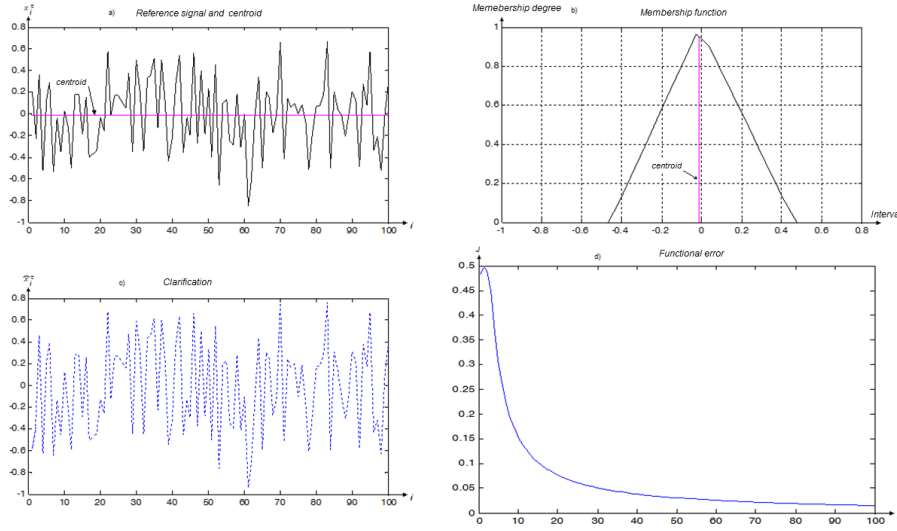 a) Reference signal and centroid
0.8
0.6
0.4
0.2
0
-0.2
-0.4
-0.6
-0.8
-1
centroid
0 10 20 30 40 50 60 70 80 90 100 i
Memebership degree
b) Membership function
1
0.8
0.6
0.4
0.2
0
centroid
-1 -0.8 -0.6 -0.4 -0.2 0 0.2 0.4 0.6 0.8
Interval
c) Clarification
0.8
0.6
0.4
0.2
0
-0.2
-0.4
-0.6
-0.8
-1
0 10 20 30 40 50 60 70 80 90 100 i
J
d) Functional error
0.5
0.45
0.4
0.35
0.3
0.25
0.2
0.15
0.1
0.05
0
0 10 20 30 40 50 60 70 80 90 100